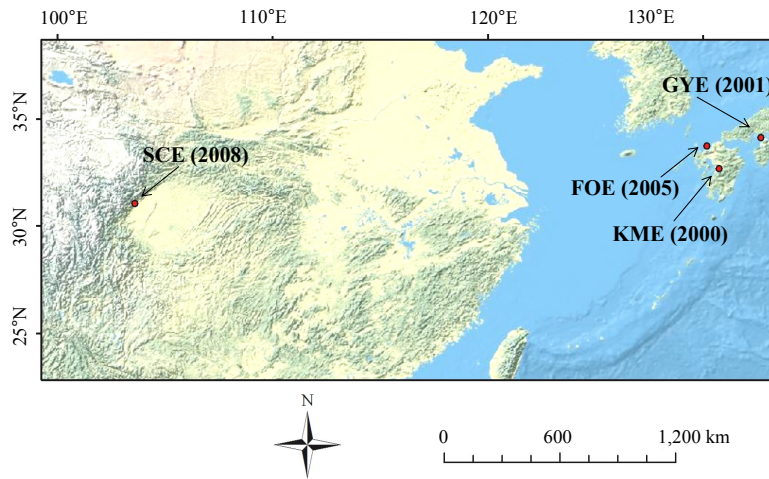 100°E 110°E 120°E 130°E
GYE (2001)
35°N
SCE (2008)
FOE (2005)
KME (2000)
30°N
25°N
N
0 600 1,200 km